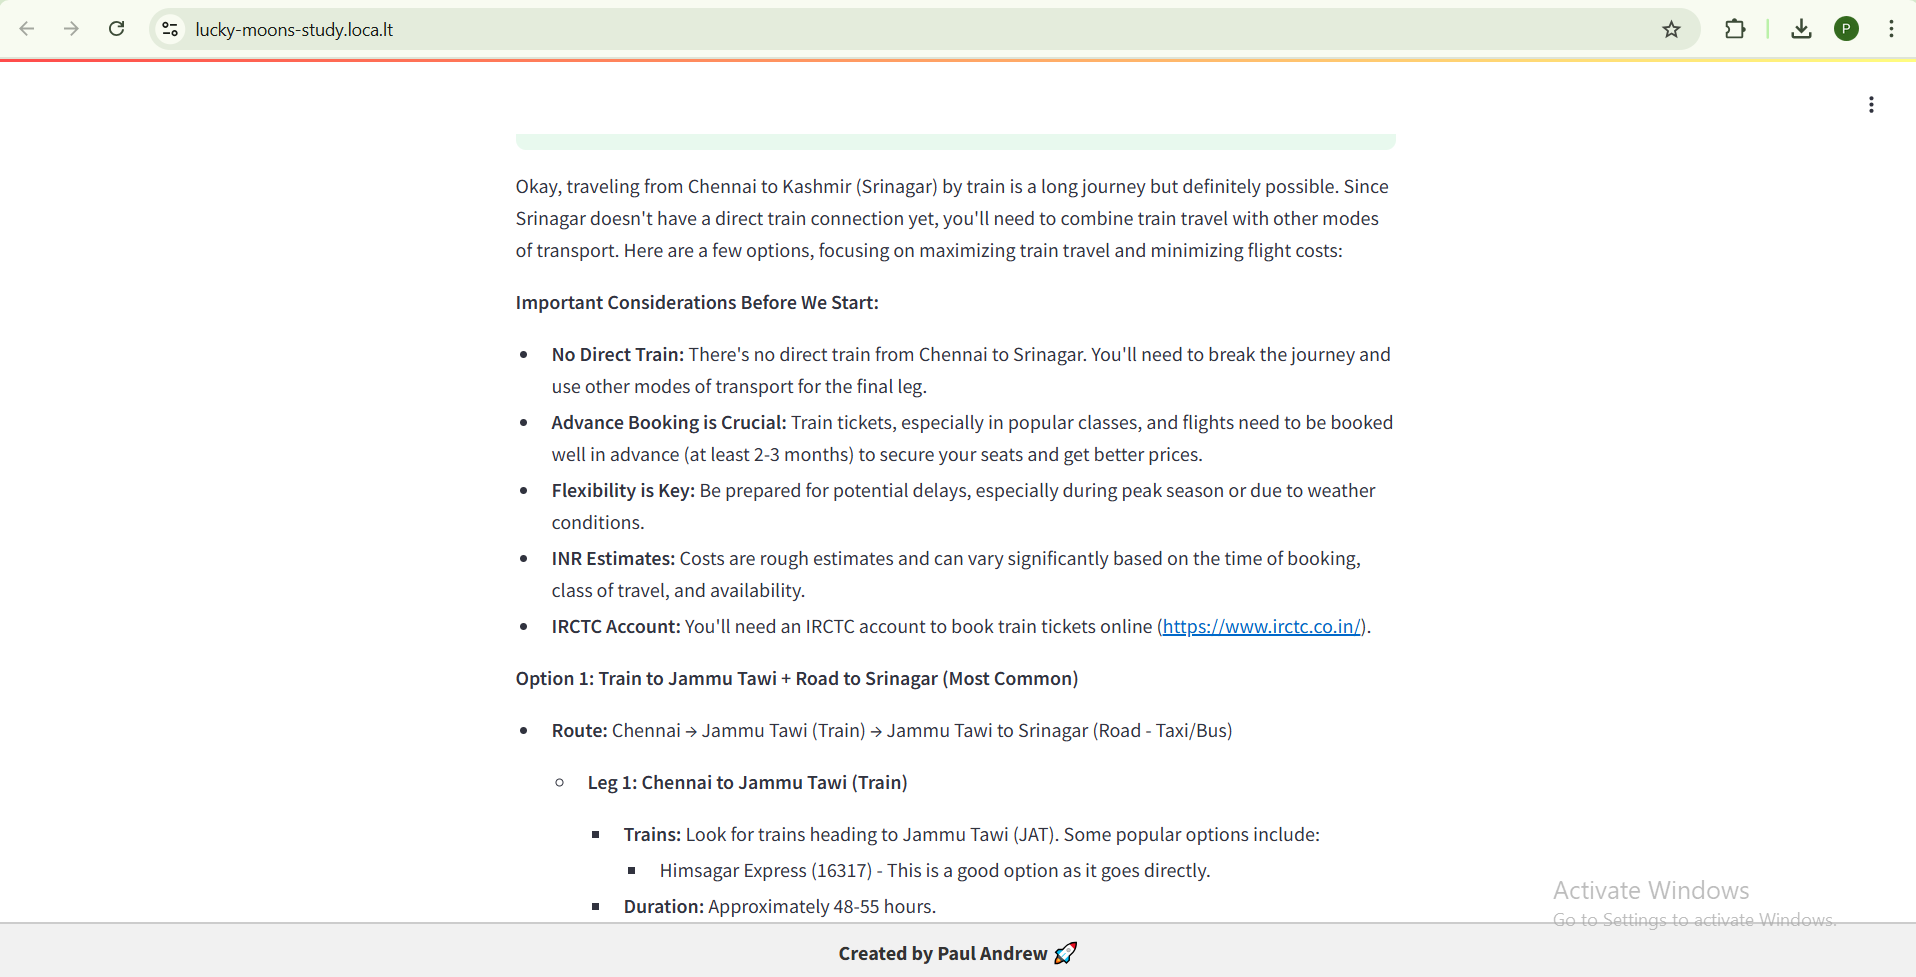 lucky-moons-study.loca.lt
P
Okay, traveling from Chennai to Kashmir (Srinagar) by train is a long journey but definitely possible. Since
Srinagar doesn't have a direct train connection yet, you'll need to combine train travel with other modes
of transport. Here are a few options, focusing on maximizing train travel and minimizing flight costs:
Important Considerations Before We Start:
• No Direct Train: There's no direct train from Chennai to Srinagar. You'll need to break the journey and
use other modes of transport for the final leg.
• Advance Booking is Crucial: Train tickets, especially in popular classes, and flights need to be booked
well in advance (at least 2-3 months) to secure your seats and get better prices.
• Flexibility is Key: Be prepared for potential delays, especially during peak season or due to weather
conditions.
• INR Estimates: Costs are rough estimates and can vary significantly based on the time of booking,
class of travel, and availability.
• IRCTC Account: You'll need an IRCTC account to book train tickets online (https://www.irctc.co.in/).
Option 1: Train to Jammu Tawi + Road to Srinagar (Most Common)
• Route: Chennai → Jammu Tawi (Train) → Jammu Tawi to Srinagar (Road - Taxi/Bus)
○ Leg 1: Chennai to Jammu Tawi (Train)
▪ Trains: Look for trains heading to Jammu Tawi (JAT). Some popular options include:
▪ Himsagar Express (16317) - This is a good option as it goes directly.
▪ Duration: Approximately 48-55 hours.
Activate Windows
Go to Settings to activate Windows.
Created by Paul Andrew 🚀